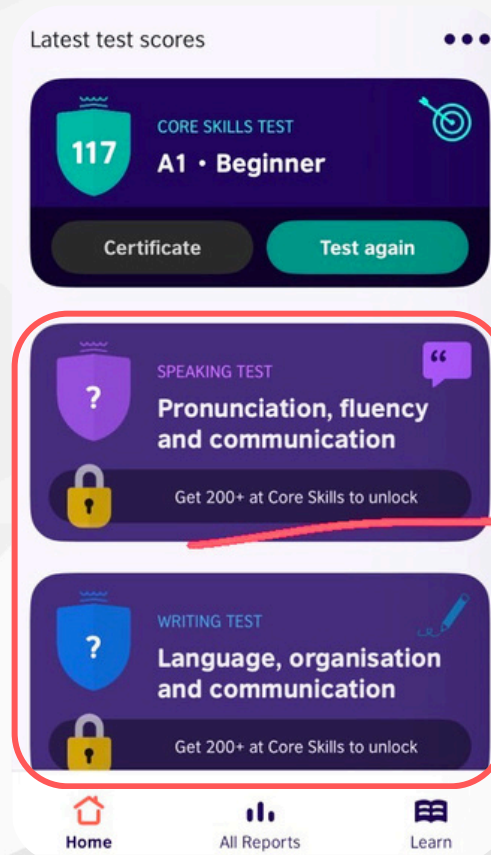 Latest test scores
117
CORE SKILLS TEST
A1 • Beginner
Certificate
Test again
“
?
SPEAKING TEST
Pronunciation, fluency
and communication
Get 200+ at Core Skills to unlock
?
WRITING TEST
Language, organisation
and communication
Get 200+ at Core Skills to unlock
Home
All Reports
Learn